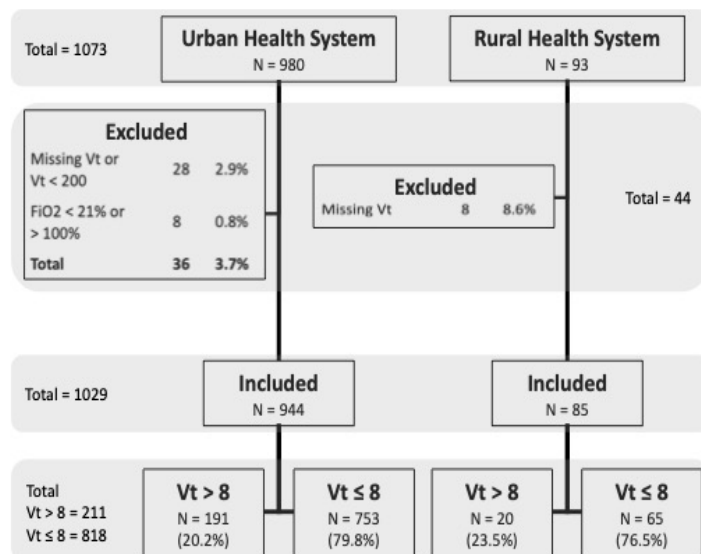 Total = 1073
Urban Health System
N = 980
Rural Health System
N = 93
Excluded
Missing Vt or
Vt < 200
28 2.9%
FiO2 < 21% or
> 100%
8 0.8%
Total 36 3.7%
Excluded
Missing Vt 8 8.6%
Total = 44
Total = 1029
Included
N = 944
Included
N = 85
Total
Vt > 8 = 211
Vt ≤ 8 = 818
Vt > 8
N = 191
(20.2%)
Vt ≤ 8
N = 753
(79.8%)
Vt > 8
N = 20
(23.5%)
Vt ≤ 8
N = 65
(76.5%)